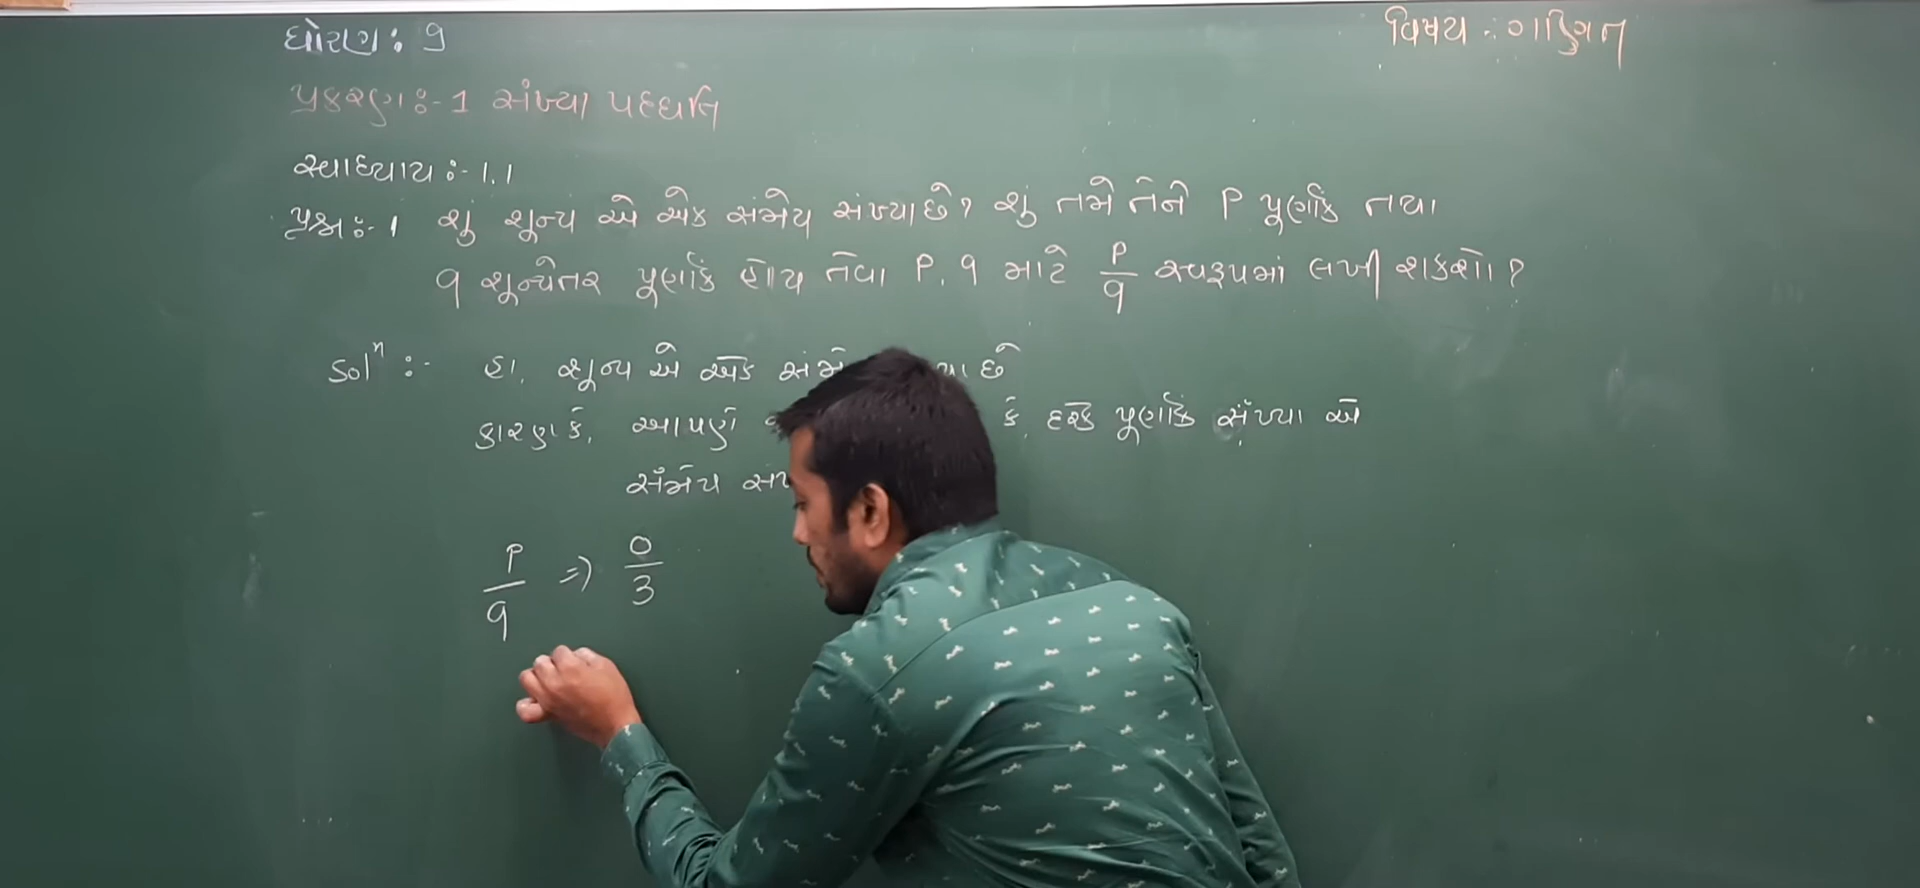 ધોરણ : 9
વિષય :- ગણિત
પ્રકરણ :- 1 સંખ્યા પદ્ધતિ
સ્વાધ્યાય :- 1.1
પ્રશ્ન :- 1 શું શૂન્ય એ એક સંમેય સંખ્યા છે? શું તમે તેને P પૂર્ણાંક તથા
q શૂન્યેતર પૂર્ણાંક હોય તેવા P, q માટે P/q સ્વરૂપમાં લખી શકશો?
Solⁿ :- હા, શૂન્ય એ એક છે
કારણ કે, આપણે કે, દરેક પૂર્ણાંક સંખ્યા એ
સંમેય
P/q => 0/3